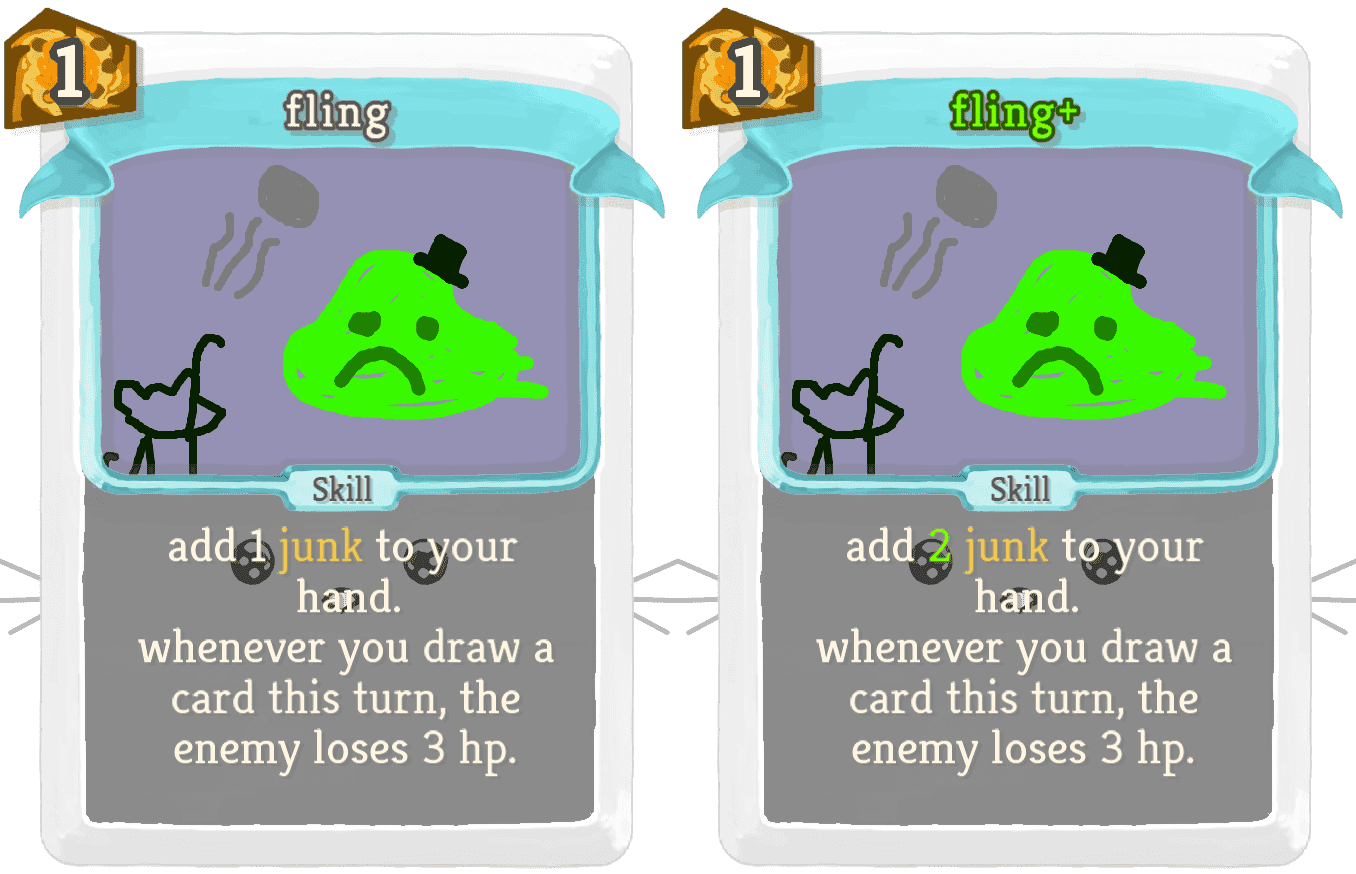 1
fling
Skill
add 1 junk to your
hand.
whenever you draw a
card this turn, the
enemy loses 3 hp.
1
fling+
Skill
add 2 junk to your
hand.
whenever you draw a
card this turn, the
enemy loses 3 hp.